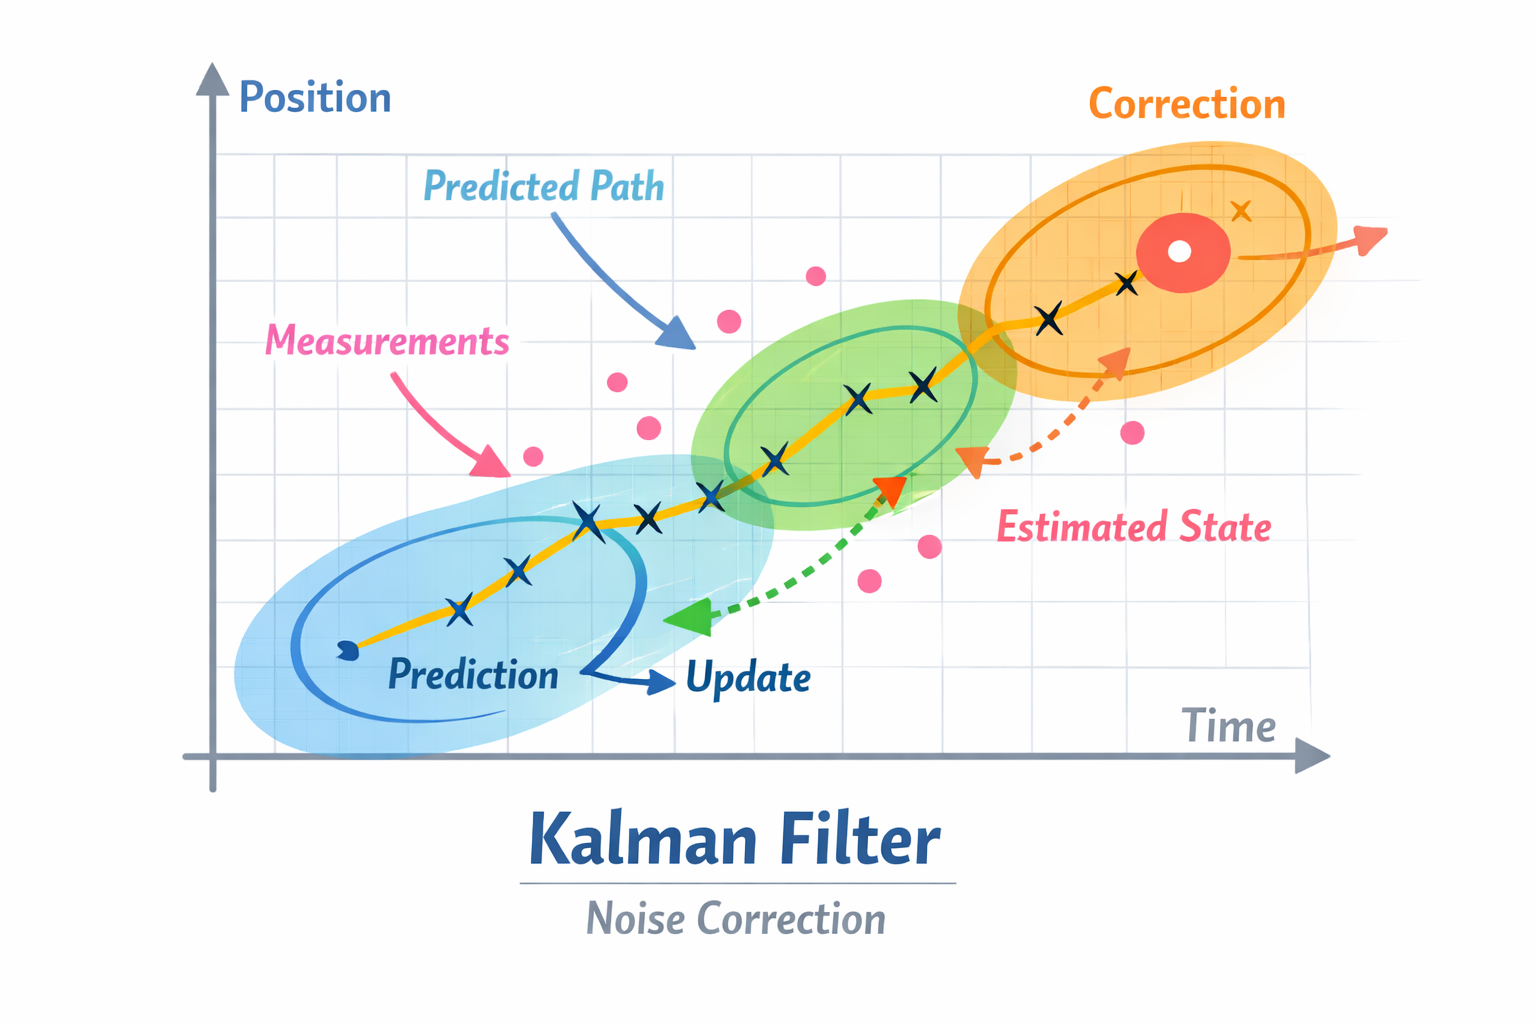 Position
Correction
Predicted Path
Measurements
Estimated State
Prediction
Update
Time
Kalman Filter
Noise Correction